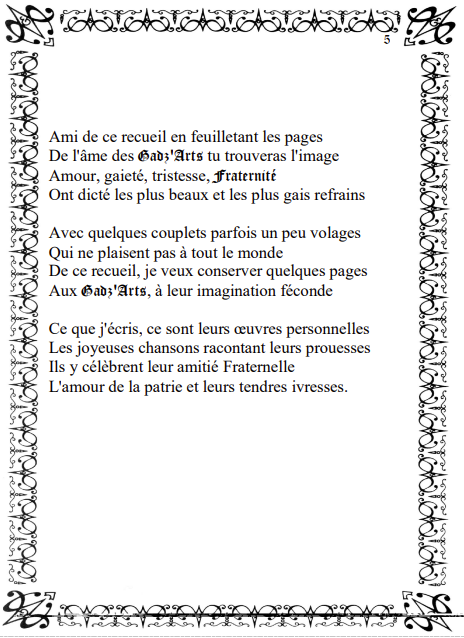 5
Ami de ce recueil en feuilletant les pages
De l'âme des Gadz'Arts tu trouveras l'image
Amour, gaieté, tristesse, Fraternité
Ont dicté les plus beaux et les plus gais refrains
Avec quelques couplets parfois un peu volages
Qui ne plaisent pas à tout le monde
De ce recueil, je veux conserver quelques pages
Aux Gadz'Arts, à leur imagination féconde
Ce que j'écris, ce sont leurs œuvres personnelles
Les joyeuses chansons racontant leurs prouesses
Ils y célèbrent leur amitié Fraternelle
L'amour de la patrie et leurs tendres ivresses.